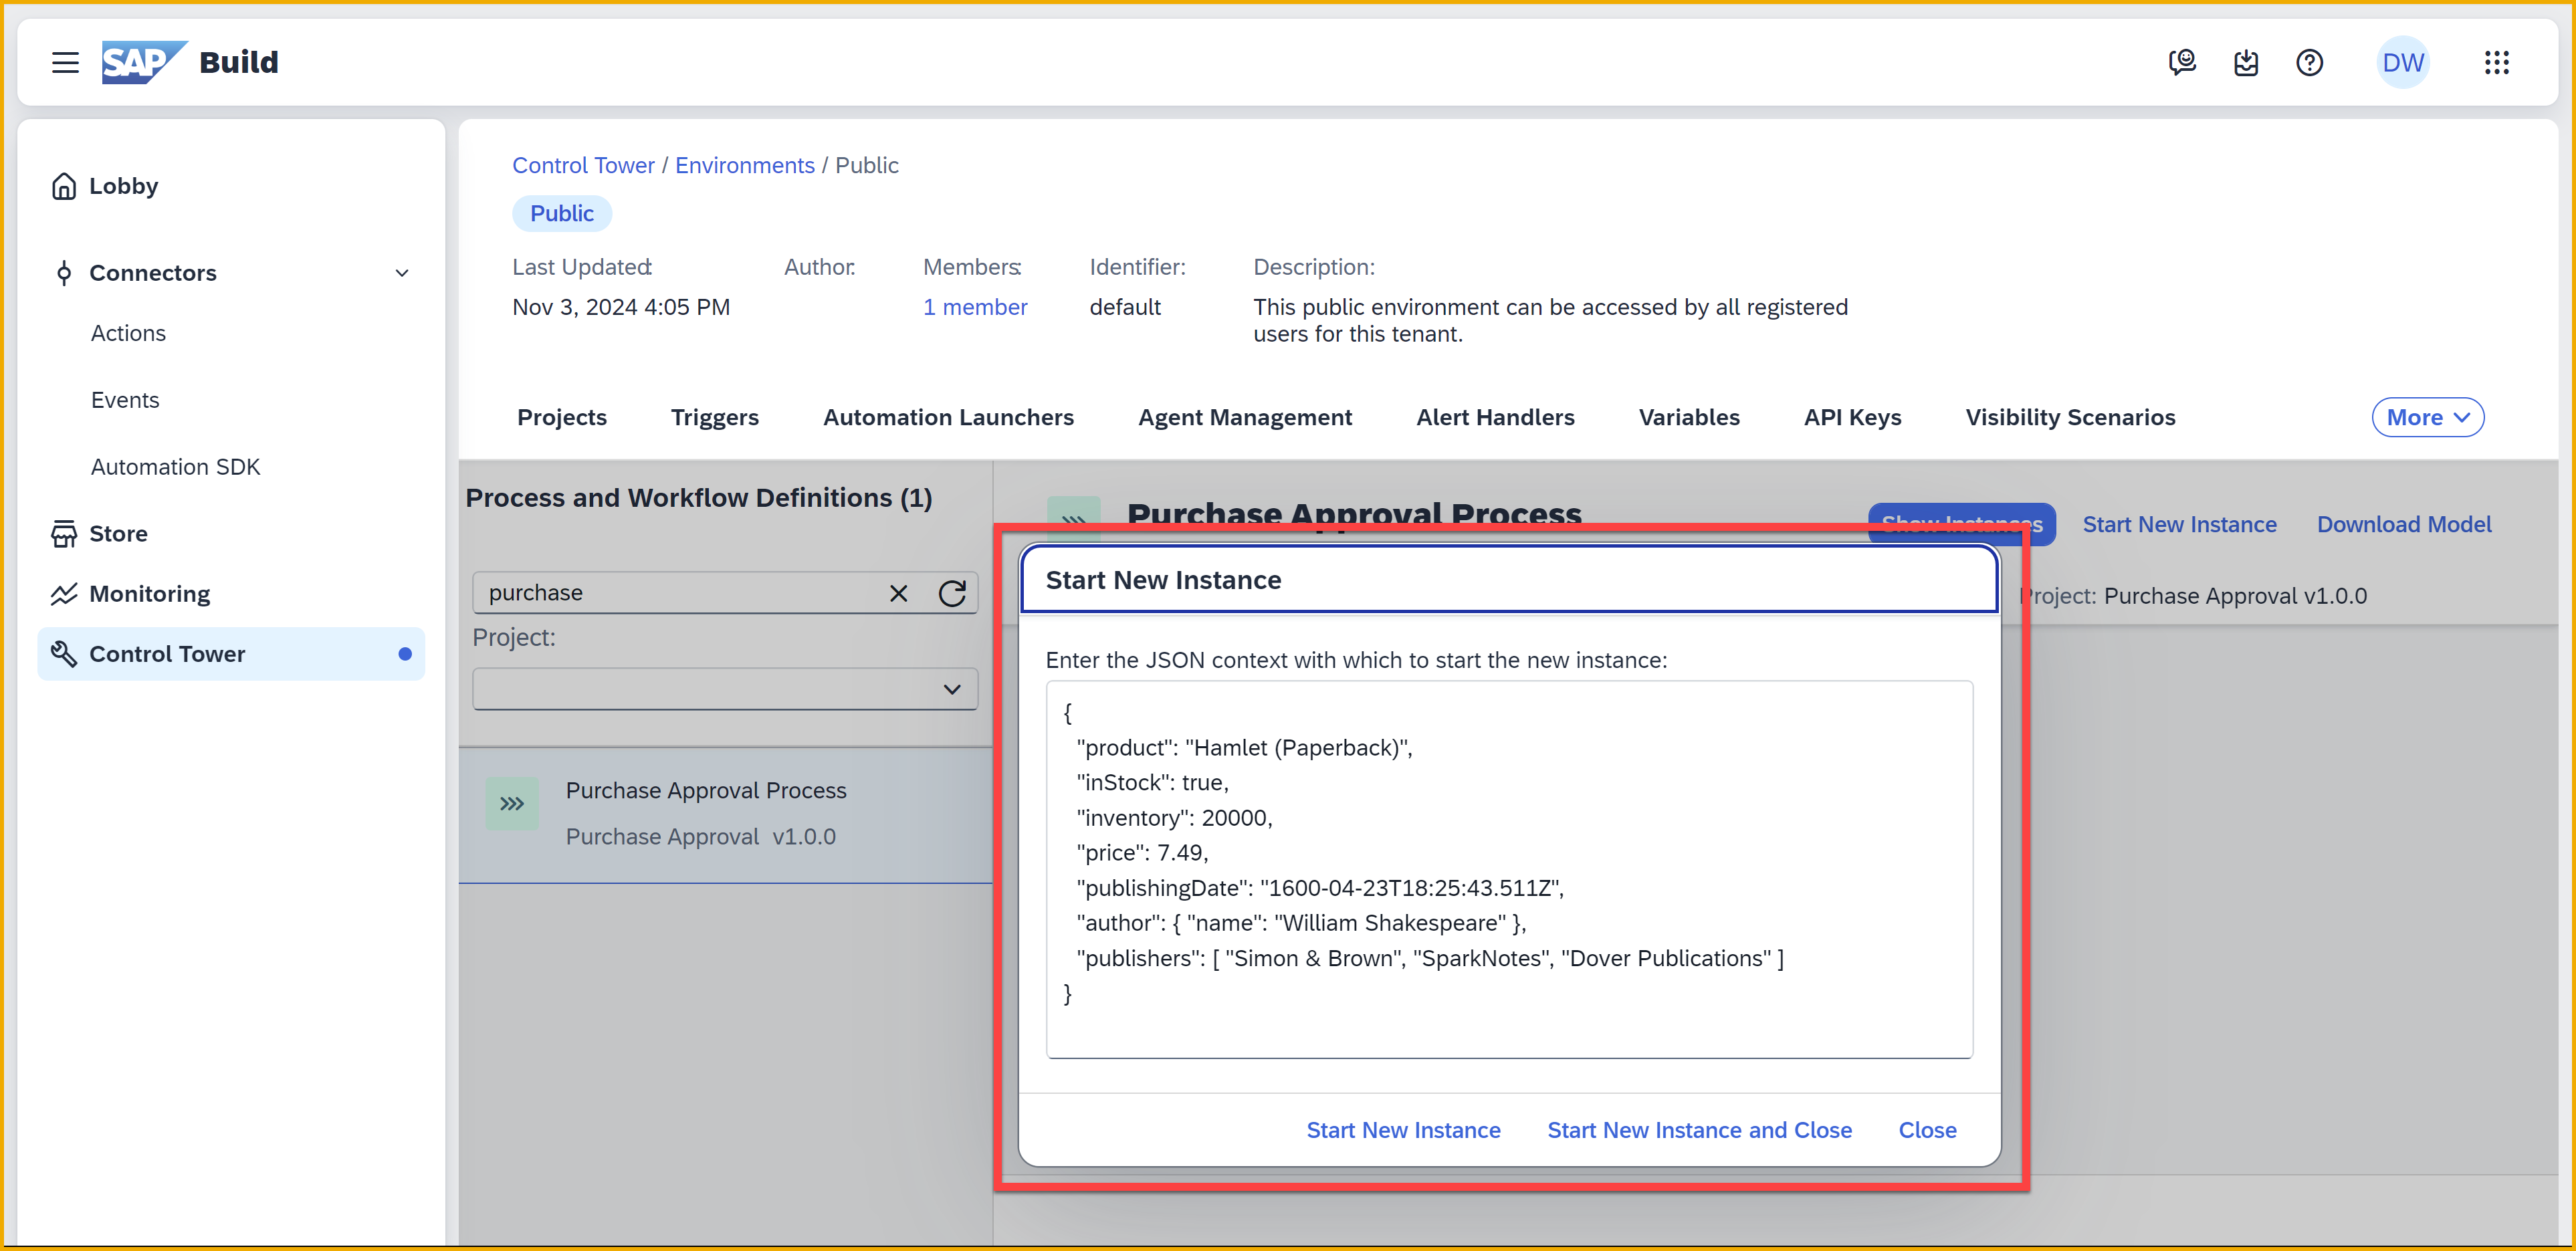 SAP Build
DW
Lobby
Connectors
Actions
Events
Automation SDK
Store
Monitoring
Control Tower
Control Tower / Environments / Public
Public
Last Updated: Author: Members: Identifier: Description:
Nov 3, 2024 4:05 PM 1 member default This public environment can be accessed by all registered
users for this tenant.
Projects Triggers Automation Launchers Agent Management Alert Handlers Variables API Keys Visibility Scenarios More
Process and Workflow Definitions (1)
purchase
Project:
Purchase Approval Process
Purchase Approval v1.0.0
Purchase Approval Process
Show Instances Start New Instance Download Model
Project: Purchase Approval v1.0.0
Start New Instance
Enter the JSON context with which to start the new instance:
{
"product": "Hamlet (Paperback)",
"inStock": true,
"inventory": 20000,
"price": 7.49,
"publishingDate": "1600-04-23T18:25:43.511Z",
"author": { "name": "William Shakespeare" },
"publishers": [ "Simon & Brown", "SparkNotes", "Dover Publications" ]
}
Start New Instance Start New Instance and Close Close